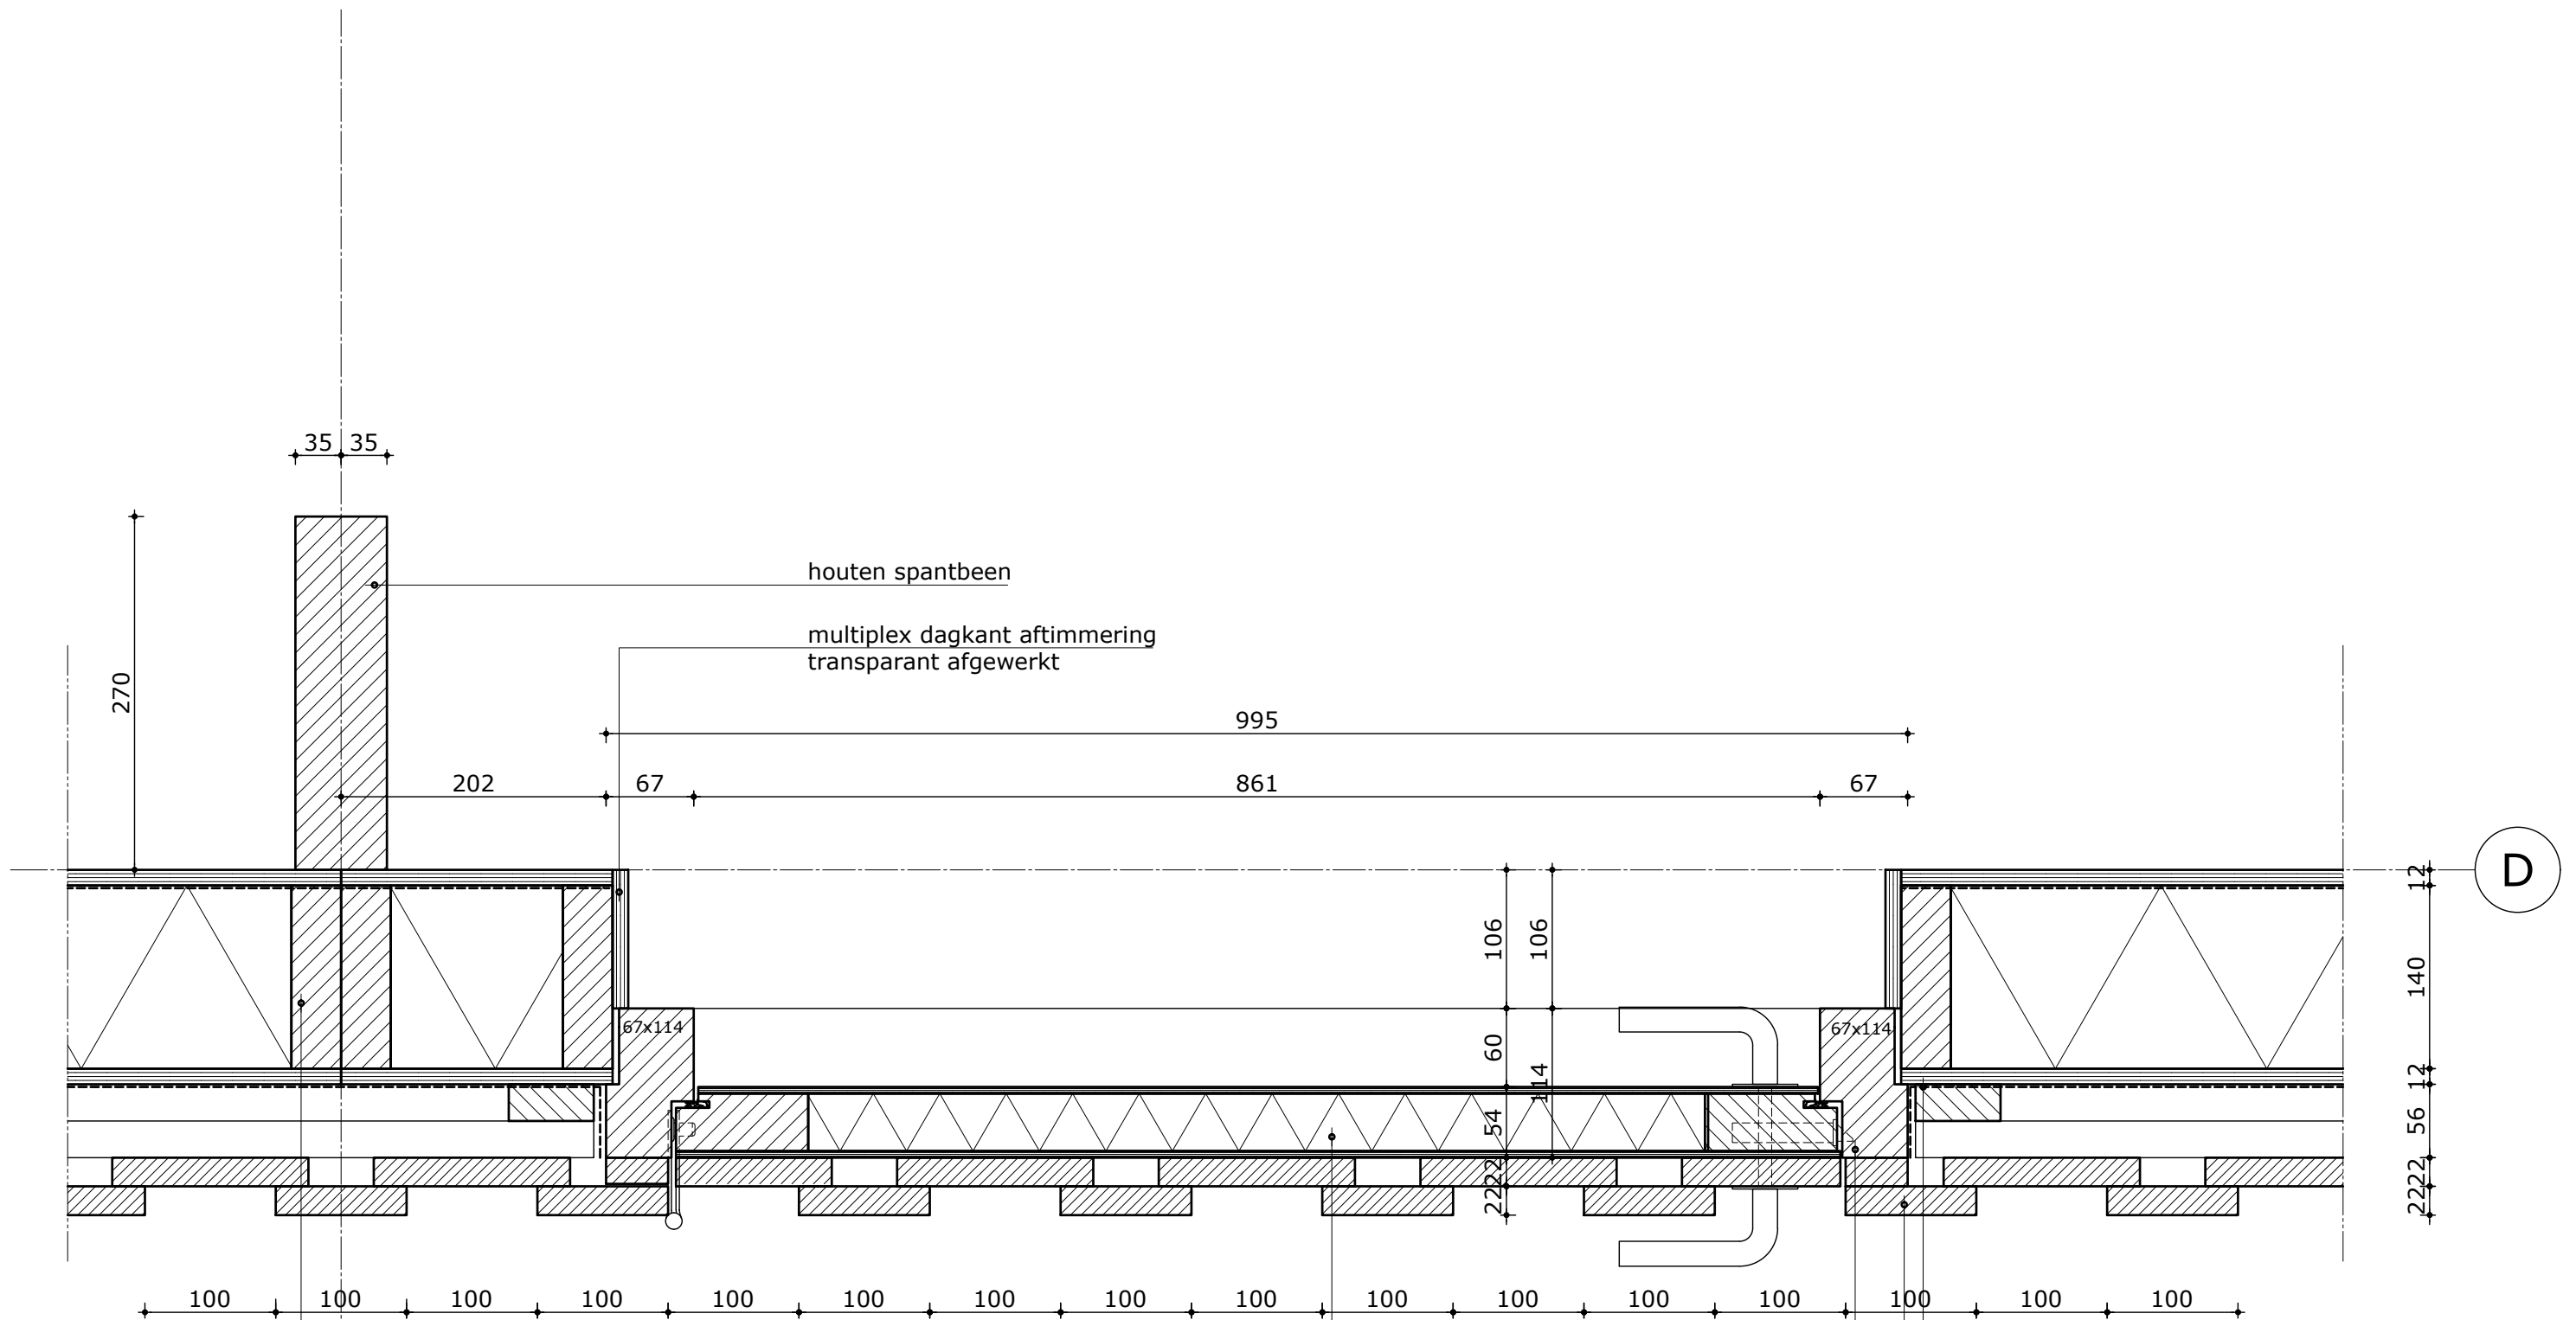 35 35
houten spantbeen
multiplex dagkant aftimmering
transparant afgewerkt
270
995
202 67 861 67
D
12
106 106
140
67x114 67x114
60
114
12
54
56
22
22
22
22
100 100 100 100 100 100 100 100 100 100 100 100 100 100 100 100